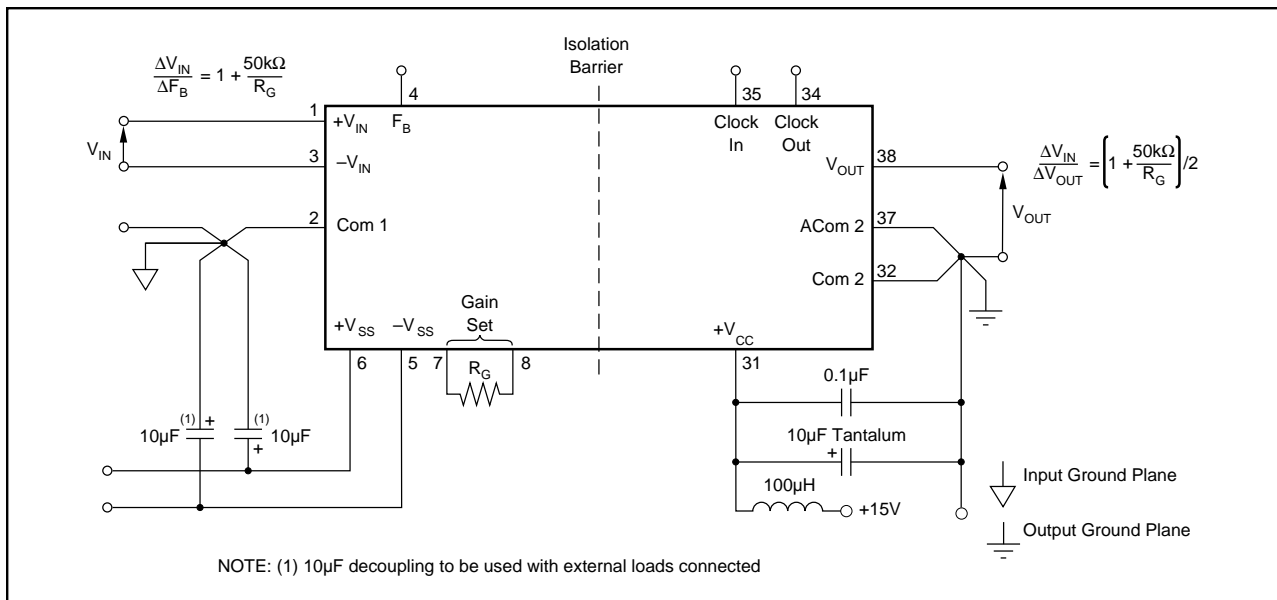 Isolation
Barrier
ΔV_IN/ΔF_B = 1 + 50kΩ/R_G
4
35
34
1
+V_IN
F_B
Clock
In
Clock
Out
V_IN
3
–V_IN
V_OUT
38
ΔV_IN/ΔV_OUT = [1 + 50kΩ/R_G]/2
2
Com 1
ACom 2
37
V_OUT
Com 2
32
Gain
Set
+V_SS
–V_SS
+V_CC
6
5
7
R_G
8
31
0.1µF
(1)
+
(1)
10µF
10µF
+
10µF Tantalum
+
100µH
+15V
Input Ground Plane
Output Ground Plane
NOTE: (1) 10µF decoupling to be used with external loads connected